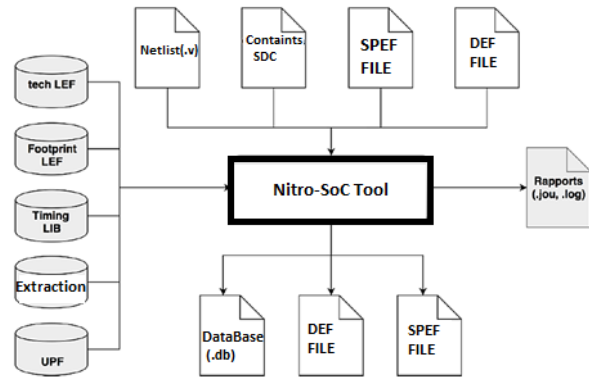 Netlist(.v)
Containts
SDC
SPEF
FILE
DEF
FILE
tech LEF
Footprint
LEF
Timing
LIB
Extraction
UPF
Nitro-SoC Tool
Rapports
(.jou, .log)
DataBase
(.db)
DEF
FILE
SPEF
FILE